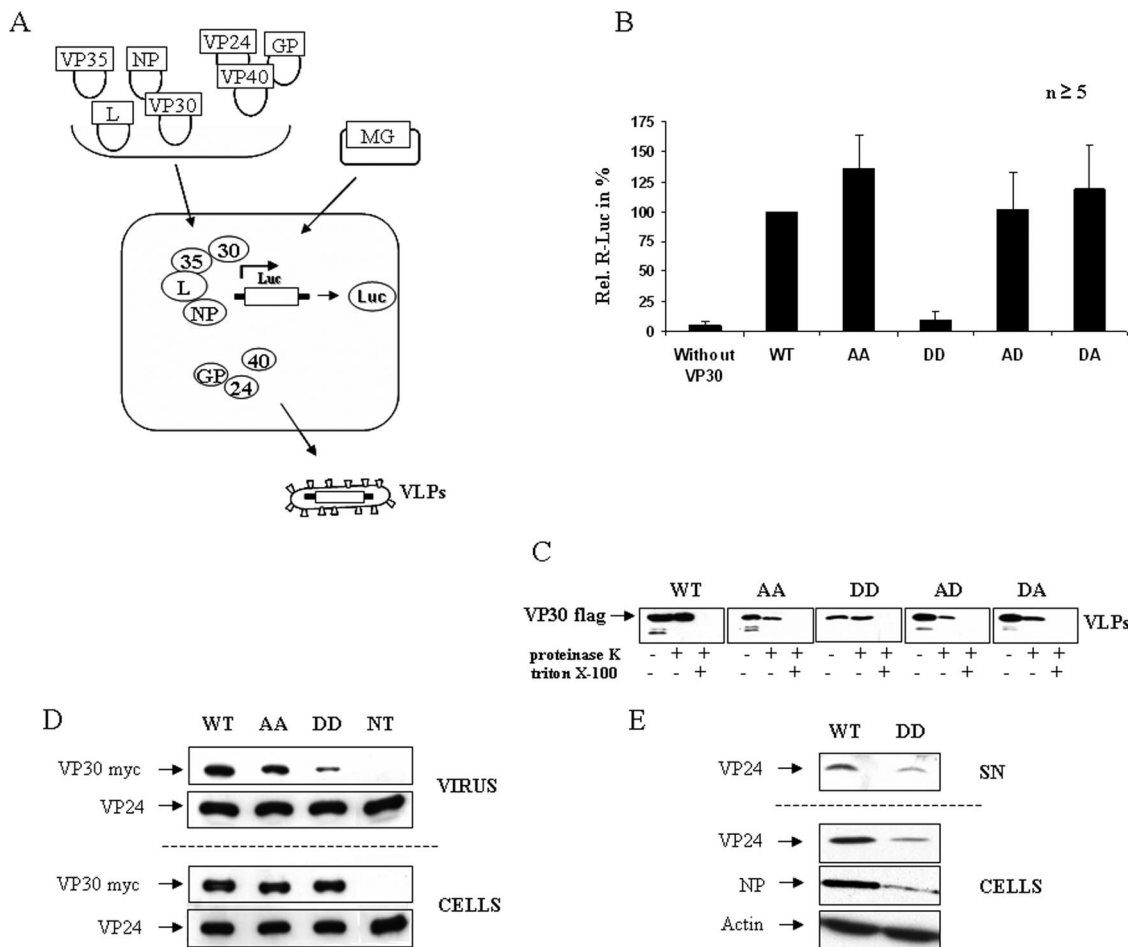 A
VP35 NP VP24 GP
VP40
L VP30
MG
35 30
L Luc Luc
NP
40
GP 24
VLPs
B
n ≥ 5
Rel. R-Luc in %
175
150
125
100
75
50
25
0
Without VP30 WT AA DD AD DA
C
WT AA DD AD DA
VP30 flag VLPs
proteinase K - + + - + + - + + - + + - + +
triton X-100 - - + - - + - - + - - + - - +
D
WT AA DD NT
VP30 myc
VIRUS
VP24
VP30 myc
CELLS
VP24
E
WT DD
VP24 SN
VP24
NP CELLS
Actin